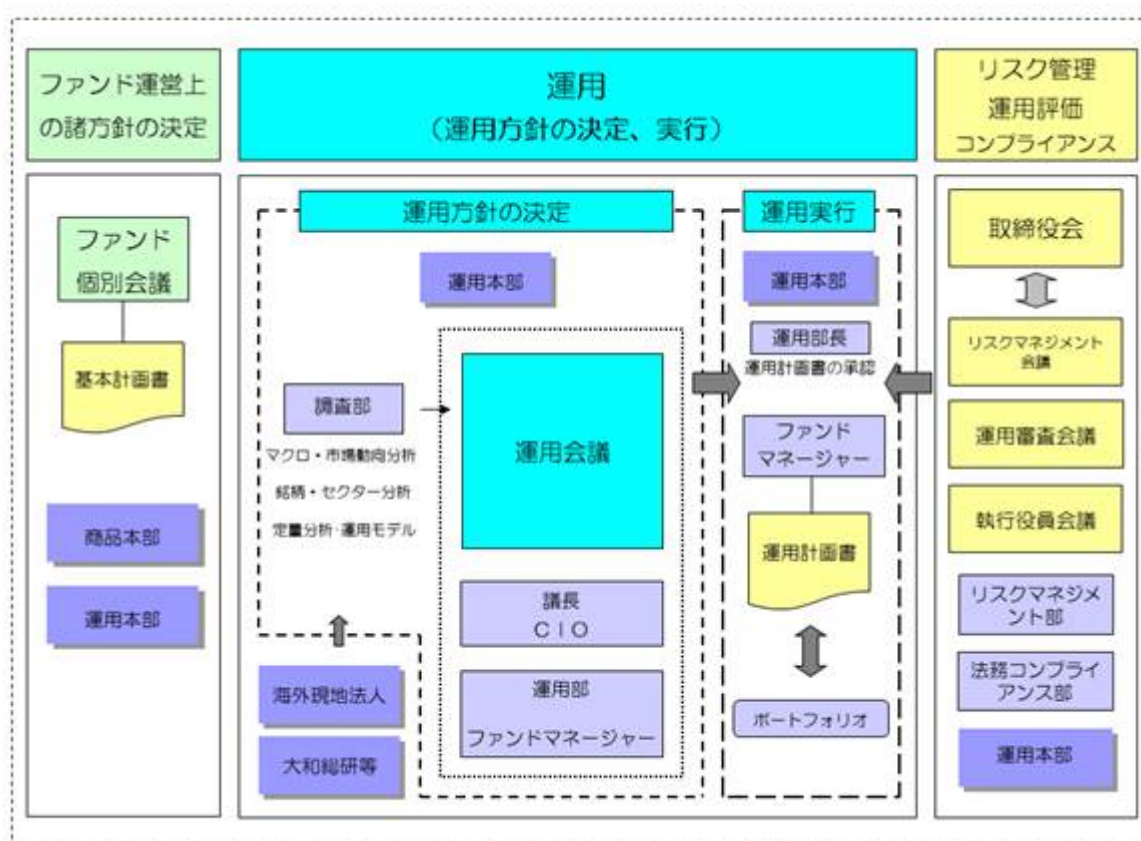 ファンド運営上
の諸方針の決定
運用
（運用方針の決定、実行）
リスク管理
運用評価
コンプライアンス
ファンド
個別会議
基本計画書
商品本部
運用本部
運用方針の決定
運用本部
調査部
マクロ・市場動向分析
銘柄・セクター分析
定量分析・運用モデル
海外現地法人
大和総研等
運用会議
議長
ＣＩＯ
運用部
ファンドマネージャー
運用実行
運用本部
運用部長
運用計画書の承認
ファンド
マネージャー
運用計画書
ポートフォリオ
取締役会
リスクマネジメント
会議
運用審査会議
執行役員会議
リスクマネジメ
ント部
法務コンプライ
アンス部
運用本部